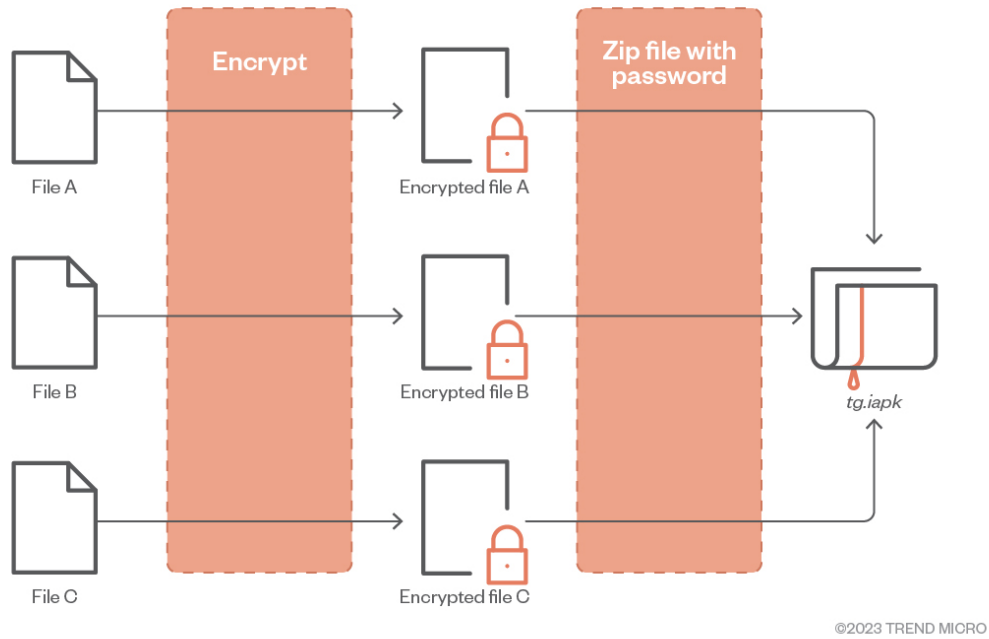 Encrypt
Zip file with
password
File A
Encrypted file A
File B
Encrypted file B
tg.iapk
File C
Encrypted file C
©2023 TREND MICRO